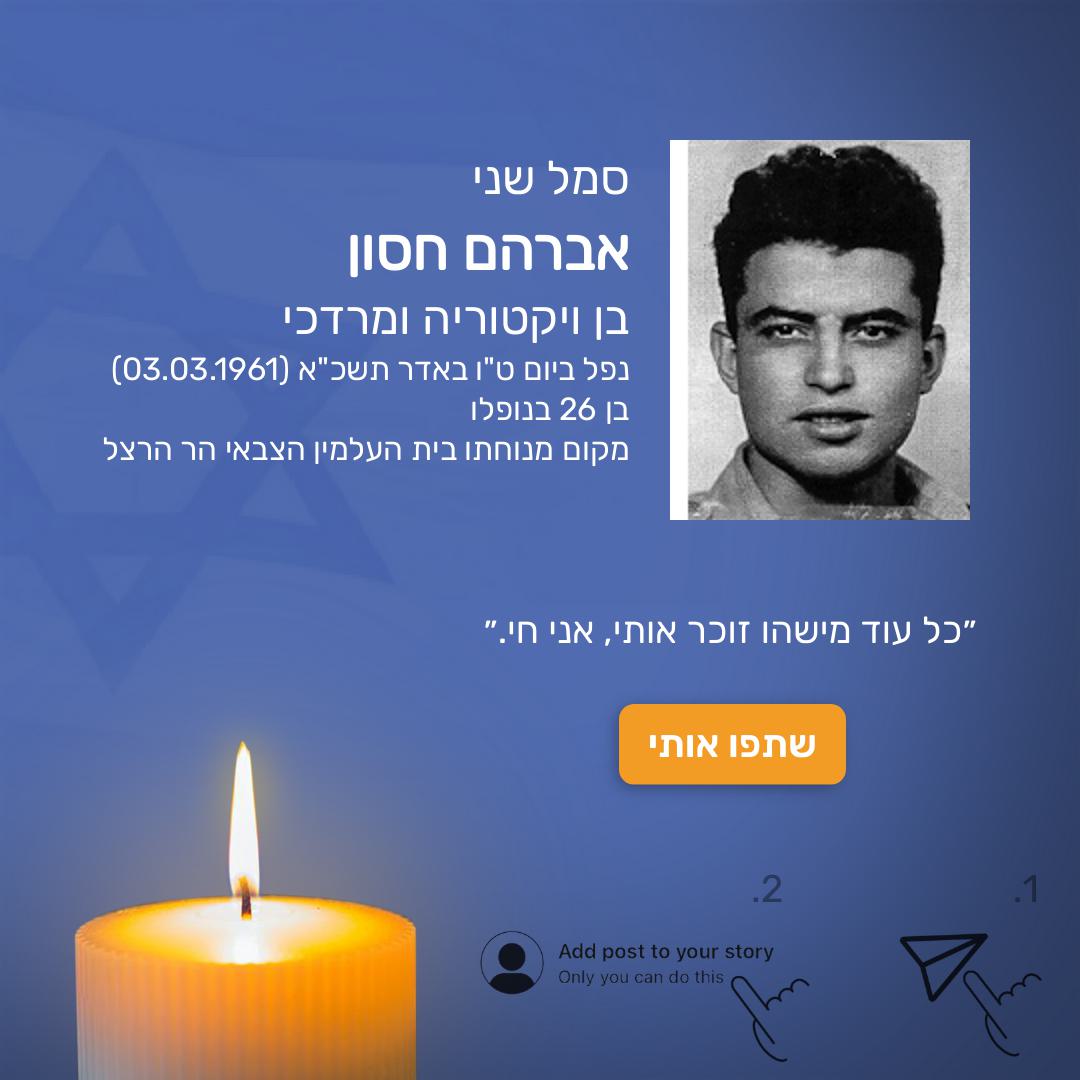 סמל שני
אברהם חסון
בן ויקטוריה ומרדכי
נפל ביום ט"ו באדר תשכ"א (03.03.1961)
בן 26 בנופלו
מקום מנוחתו בית העלמין הצבאי הר הרצל
״כל עוד מישהו זוכר אותי, אני חי.״
שתפו אותי
.1
.2
Add post to your story
Only you can do this